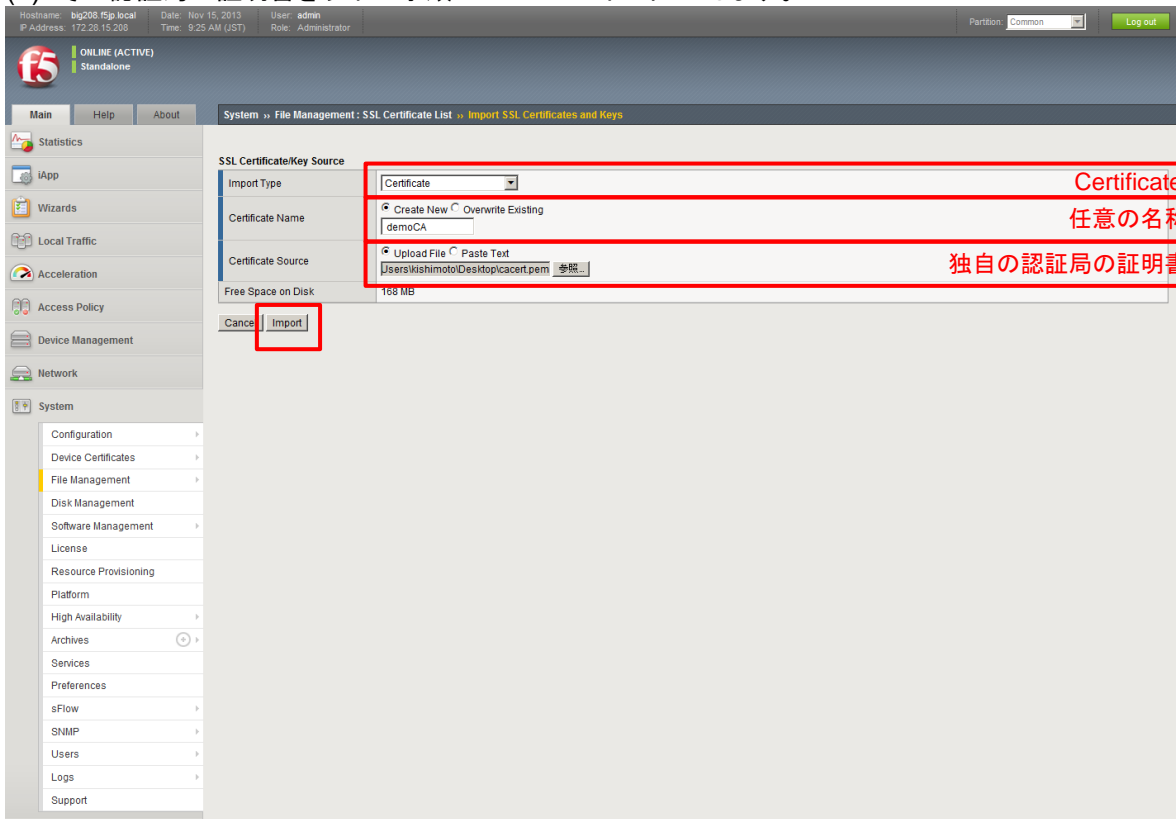 Hostname: big208.f5jp.local Date: Nov 15, 2013 User: admin
IP Address: 172.28.15.208 Time: 9:25 AM (JST) Role: Administrator
Partition: Common Log out
f5
ONLINE (ACTIVE)
Standalone
Main Help About
System » File Management : SSL Certificate List » Import SSL Certificates and Keys
Statistics
iApp
Wizards
Local Traffic
Acceleration
Access Policy
Device Management
Network
System
Configuration
Device Certificates
File Management
Disk Management
Software Management
License
Resource Provisioning
Platform
High Availability
Archives
Services
Preferences
sFlow
SNMP
Users
Logs
Support
SSL Certificate/Key Source
Import Type Certificate Certificate
Certificate Name Create New Overwrite Existing
demoCA 任意の名称
Certificate Source Upload File Paste Text
Users\kishimoto\Desktop\cacert.pem 参照... 独自の認証局の証明書
Free Space on Disk 168 MB
Cancel Import